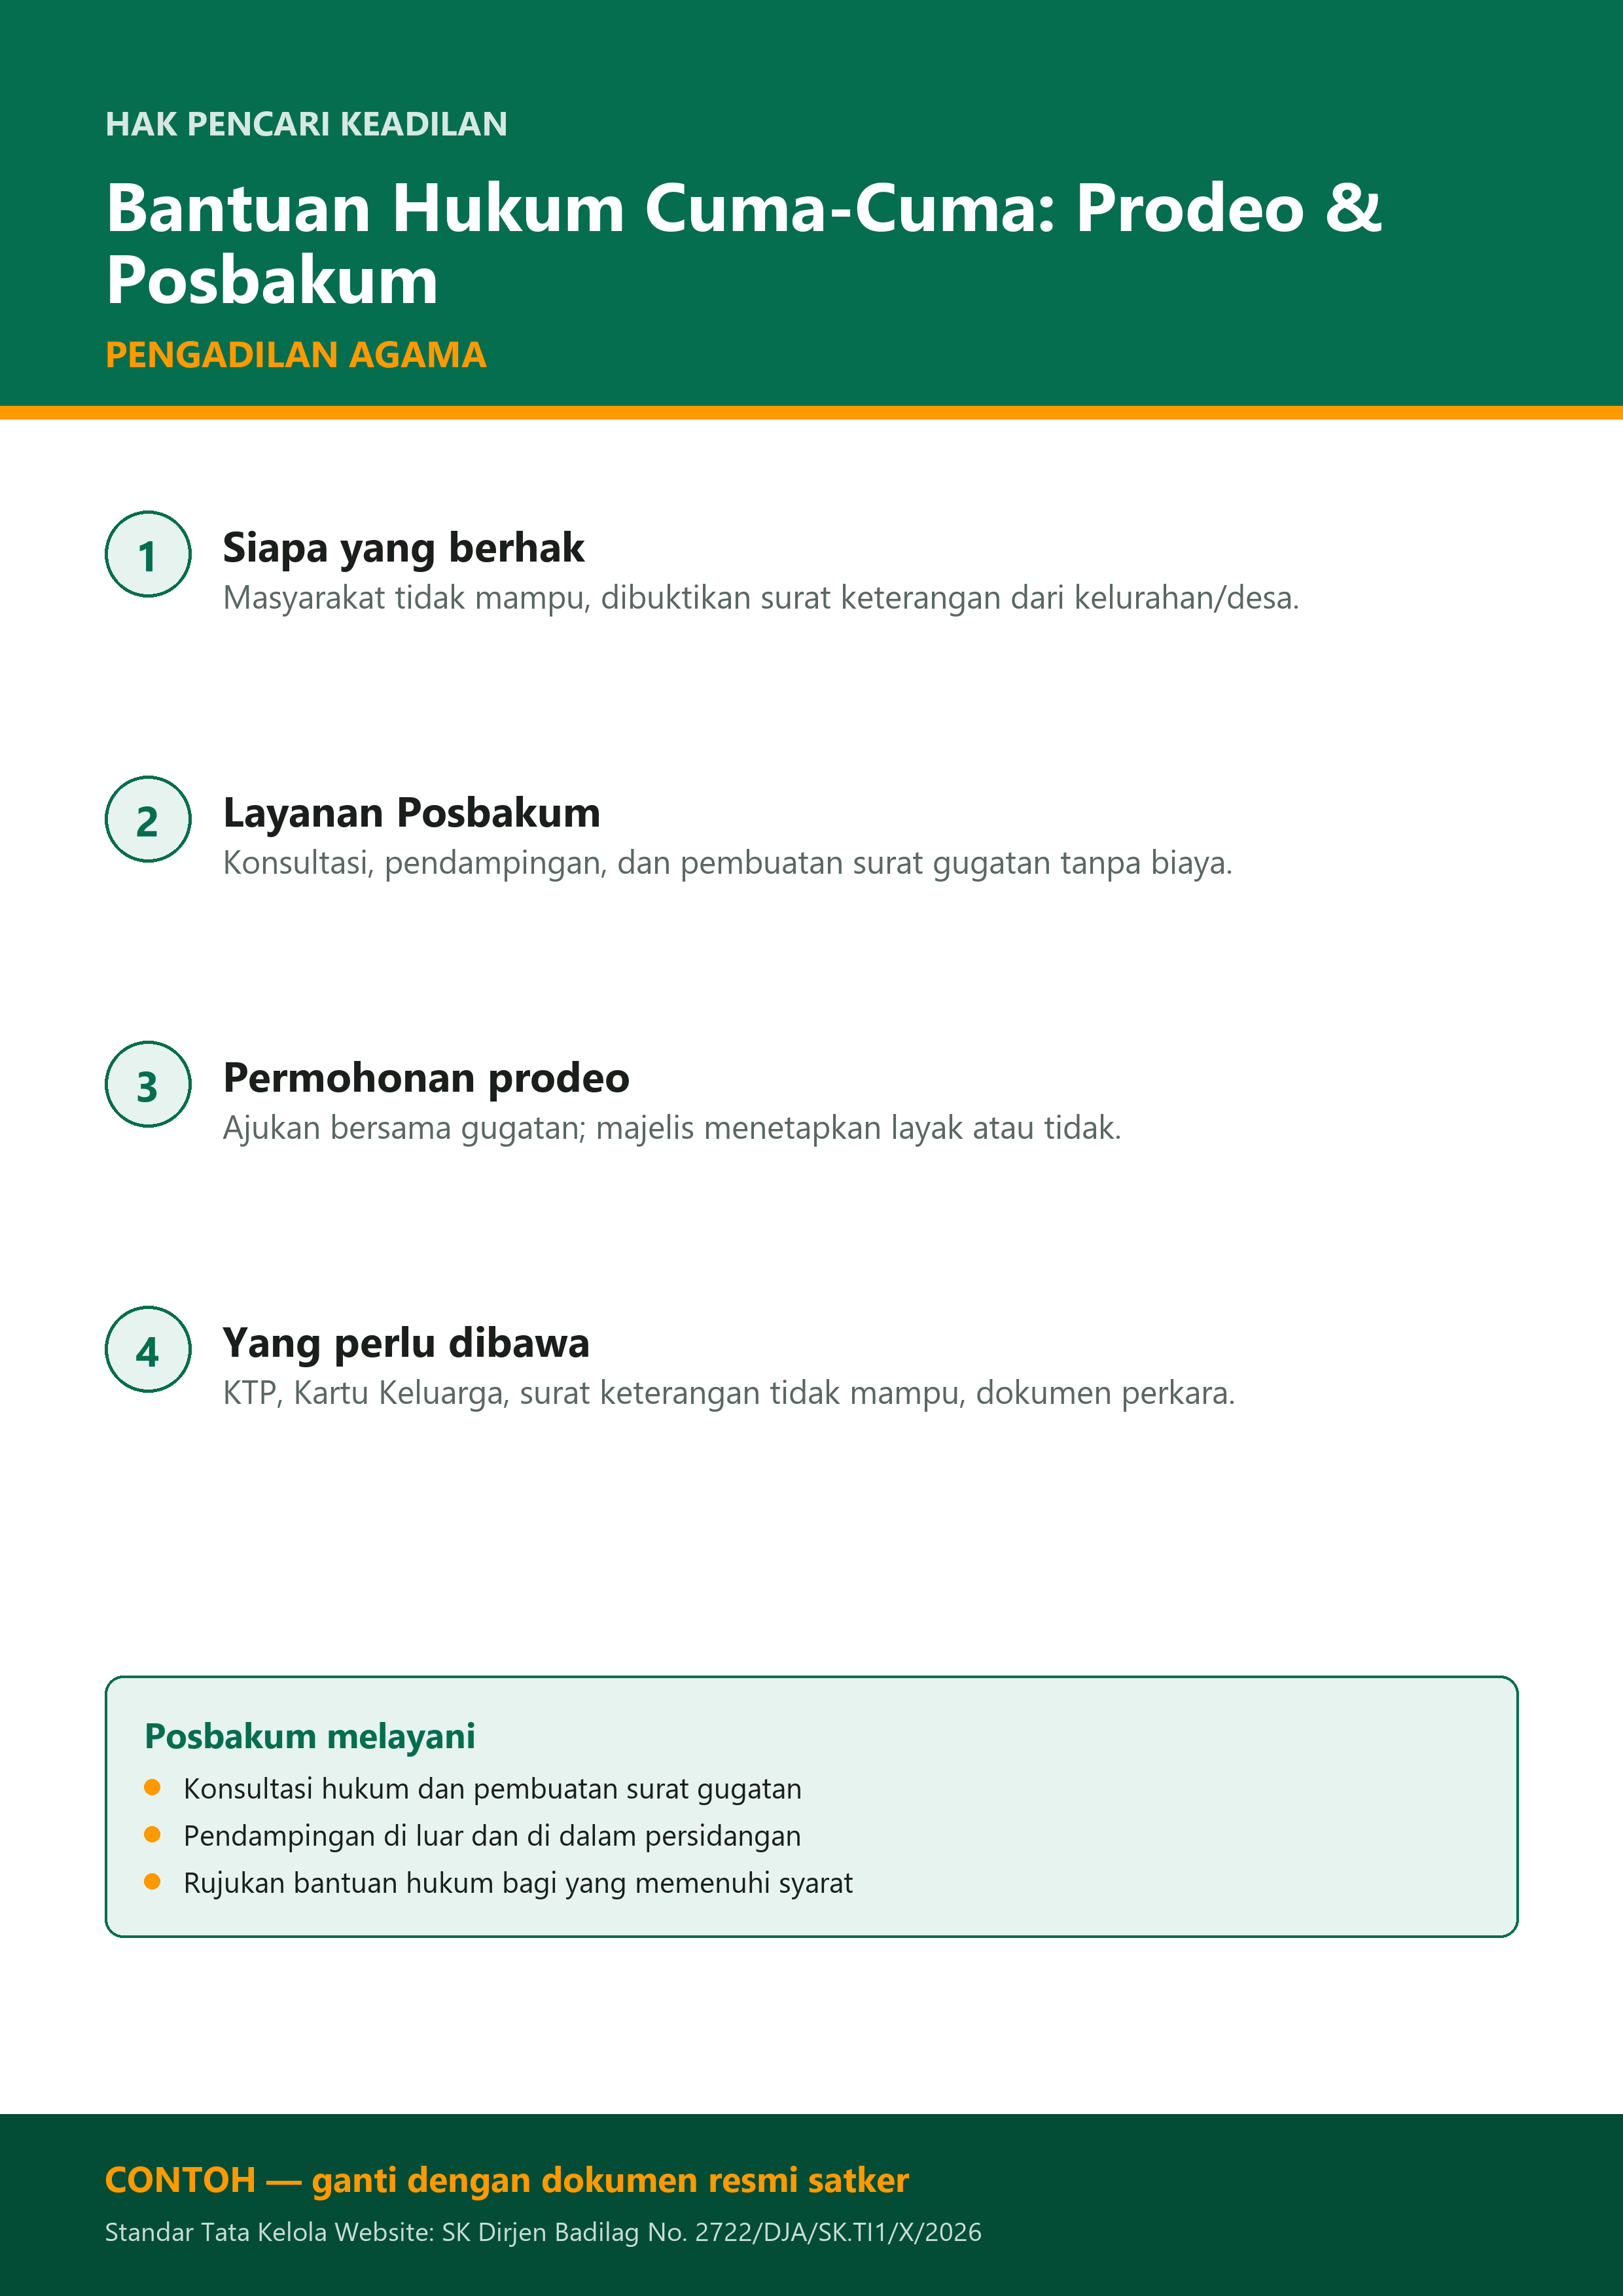 HAK PENCARI KEADILAN
Bantuan Hukum Cuma-Cuma: Prodeo &
Posbakum
PENGADILAN AGAMA
1
Siapa yang berhak
Masyarakat tidak mampu, dibuktikan surat keterangan dari kelurahan/desa.
2
Layanan Posbakum
Konsultasi, pendampingan, dan pembuatan surat gugatan tanpa biaya.
3
Permohonan prodeo
Ajukan bersama gugatan; majelis menetapkan layak atau tidak.
4
Yang perlu dibawa
KTP, Kartu Keluarga, surat keterangan tidak mampu, dokumen perkara.
Posbakum melayani
Konsultasi hukum dan pembuatan surat gugatan
Pendampingan di luar dan di dalam persidangan
Rujukan bantuan hukum bagi yang memenuhi syarat
CONTOH — ganti dengan dokumen resmi satker
Standar Tata Kelola Website: SK Dirjen Badilag No. 2722/DJA/SK.TI1/X/2026